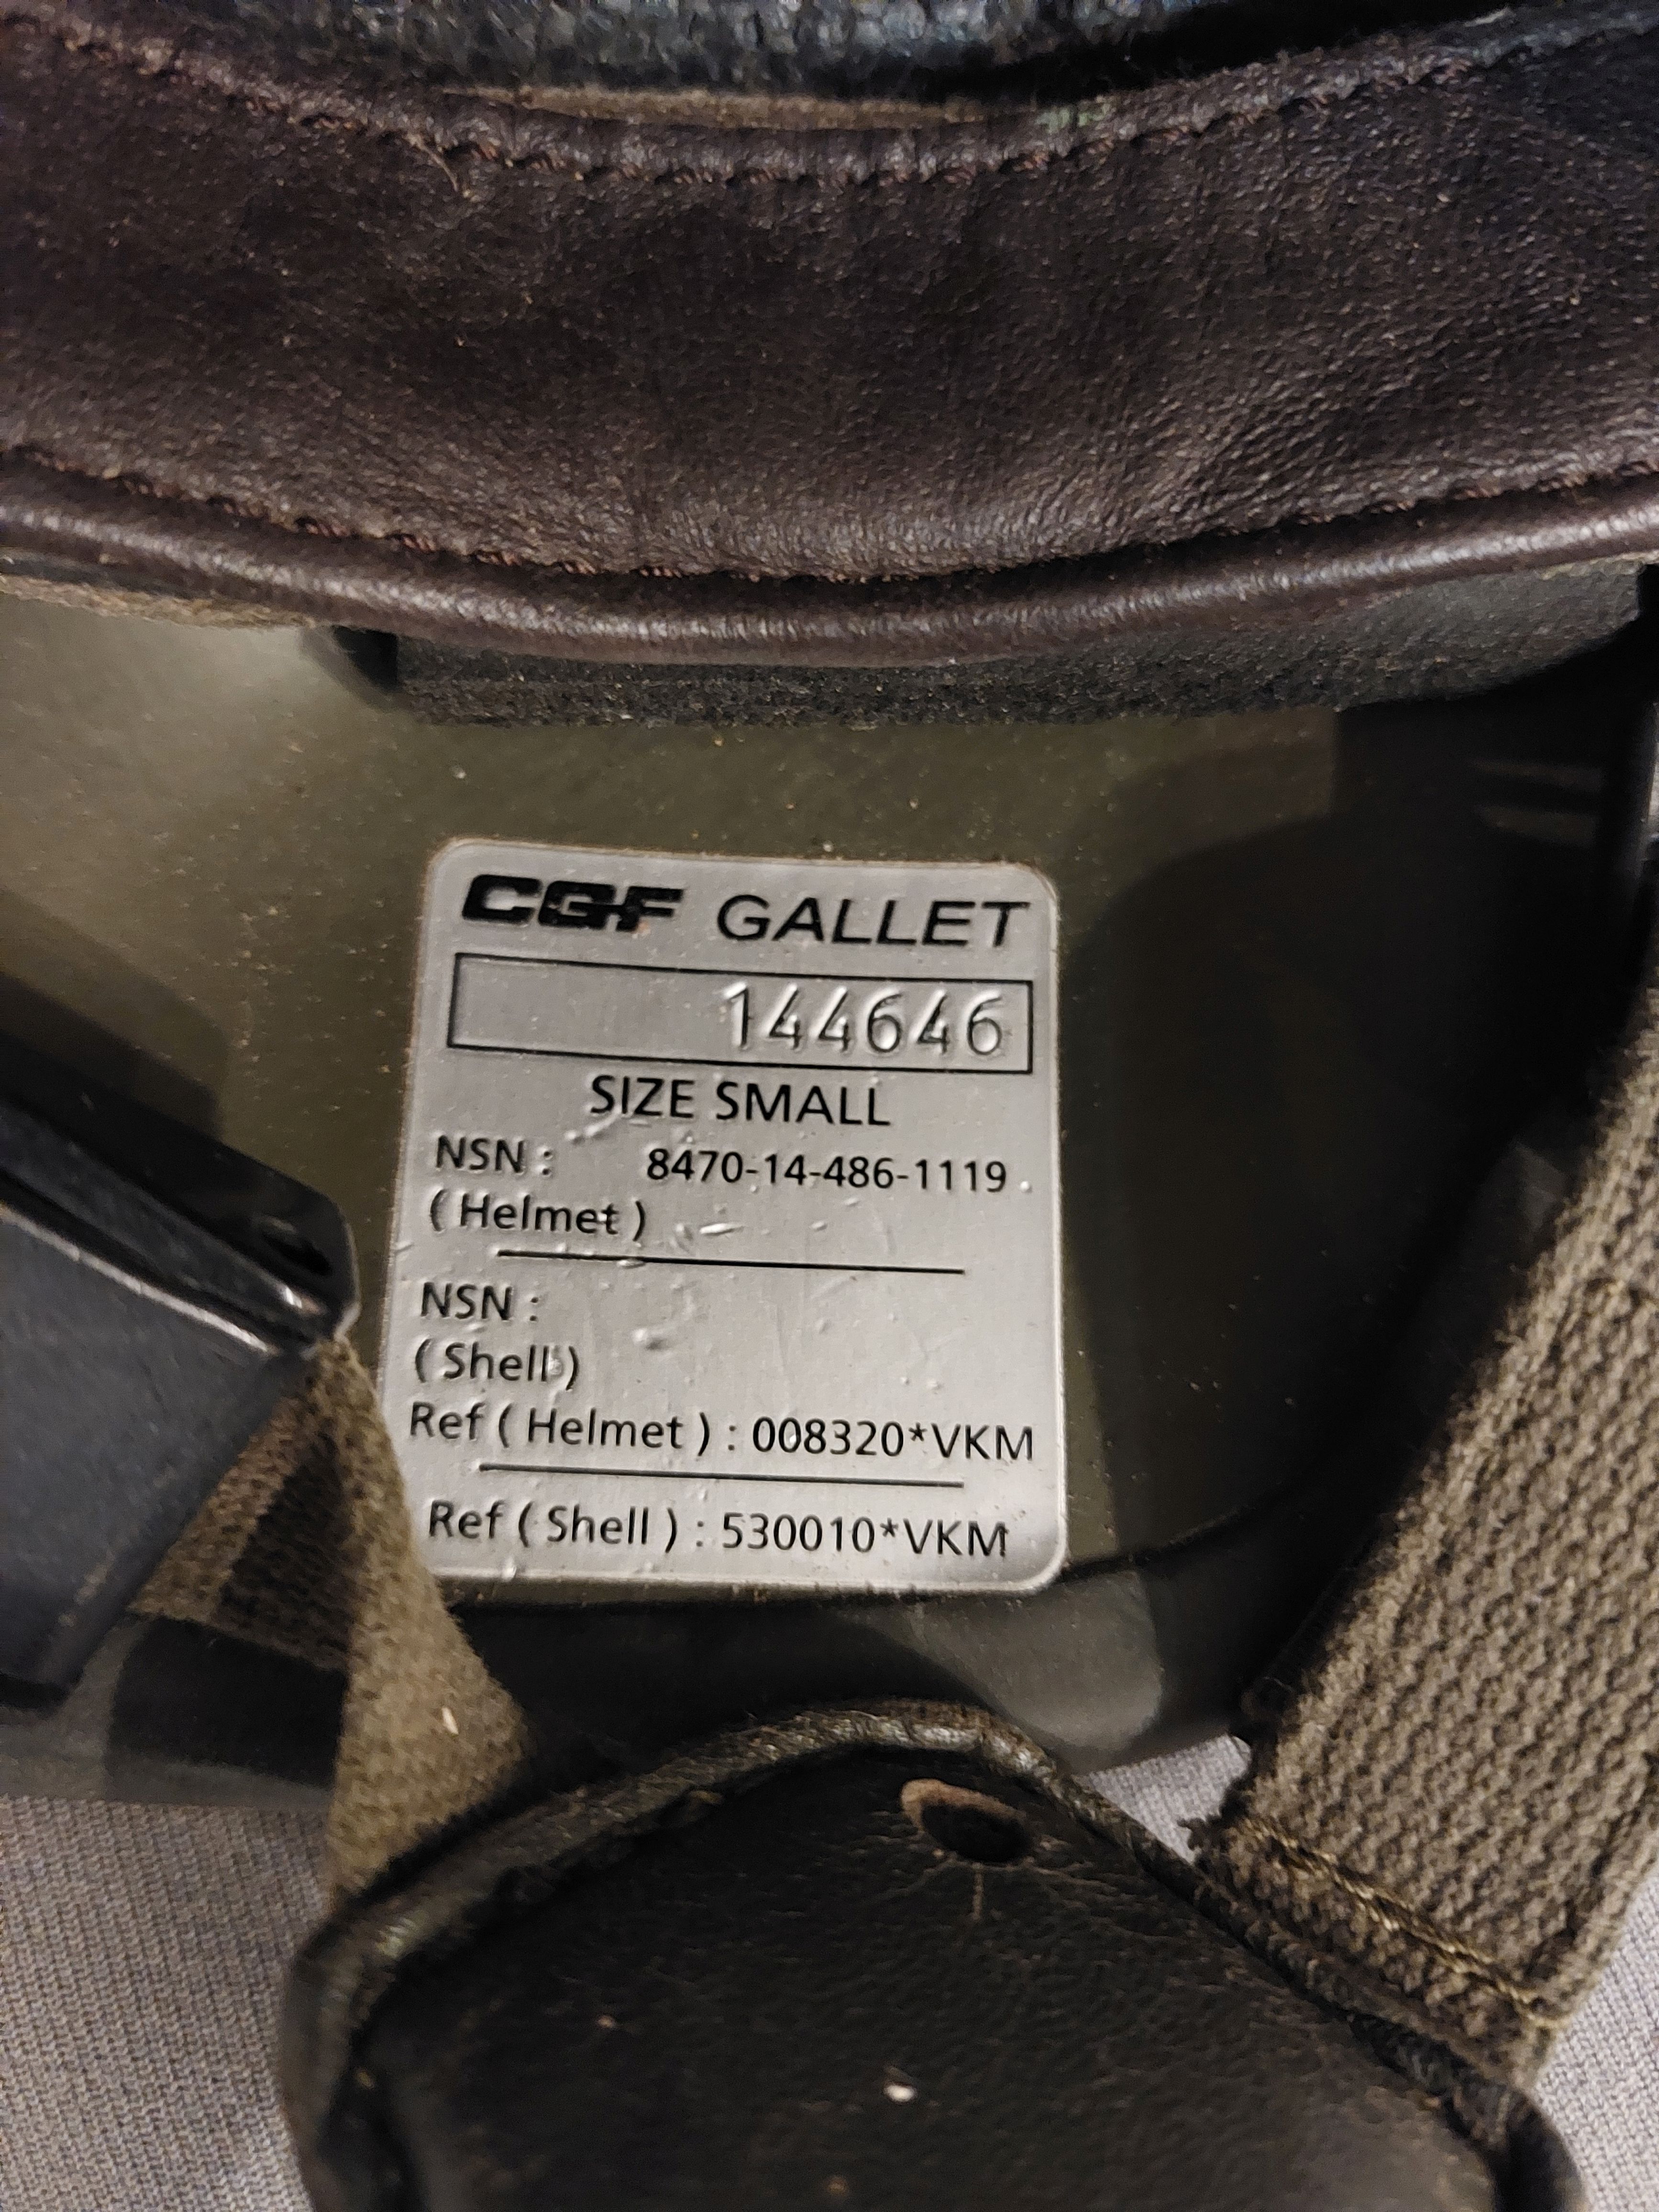 CGF GALLET
144646
SIZE SMALL
NSN : 8470-14-486-1119 .
( Helmet )
NSN :
( Shell )
Ref ( Helmet ) : 008320*VKM
Ref ( Shell ) : 530010*VKM